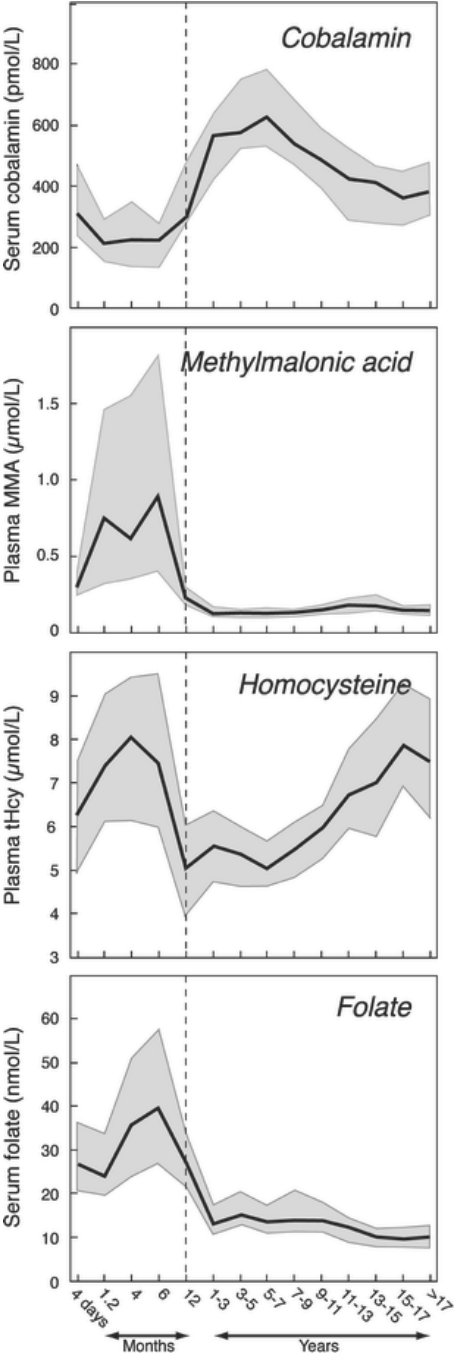 Cobalamin
Serum cobalamin (pmol/L)
800
600
400
200
0
Methylmalonic acid
Plasma MMA (µmol/L)
1.5
1.0
0.5
0
Homocysteine
Plasma tHcy (µmol/L)
9
8
7
6
5
4
3
Folate
Serum folate (nmol/L)
60
50
40
30
20
10
0
4 days 1.2 4 6 12 1-3 3-5 5-7 7-9 9-11 11-13 13-15 15-17 >17
Months Years